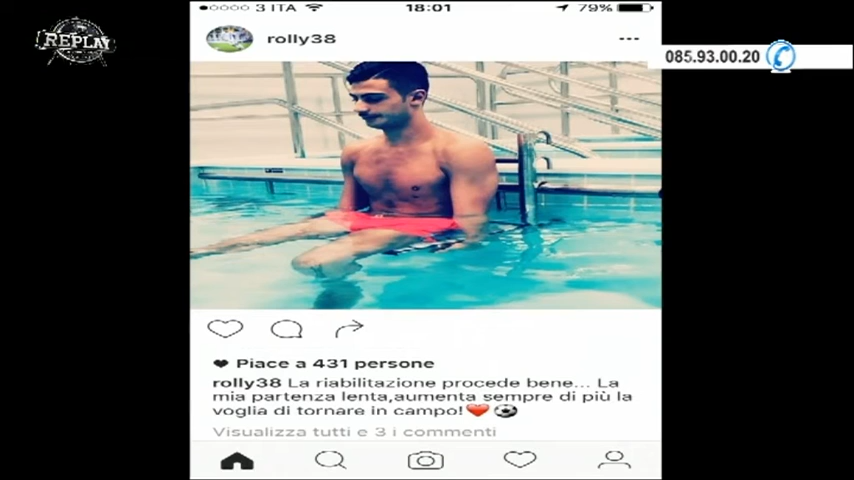 REPLAY
3 ITA
18:01
79%
rolly38
085.93.00.20
Piace a 431 persone
rolly38 La riabilitazione procede bene... La
mia partenza lenta,aumenta sempre di più la
voglia di tornare in campo!❤️⚽
Visualizza tutti e 3 i commenti